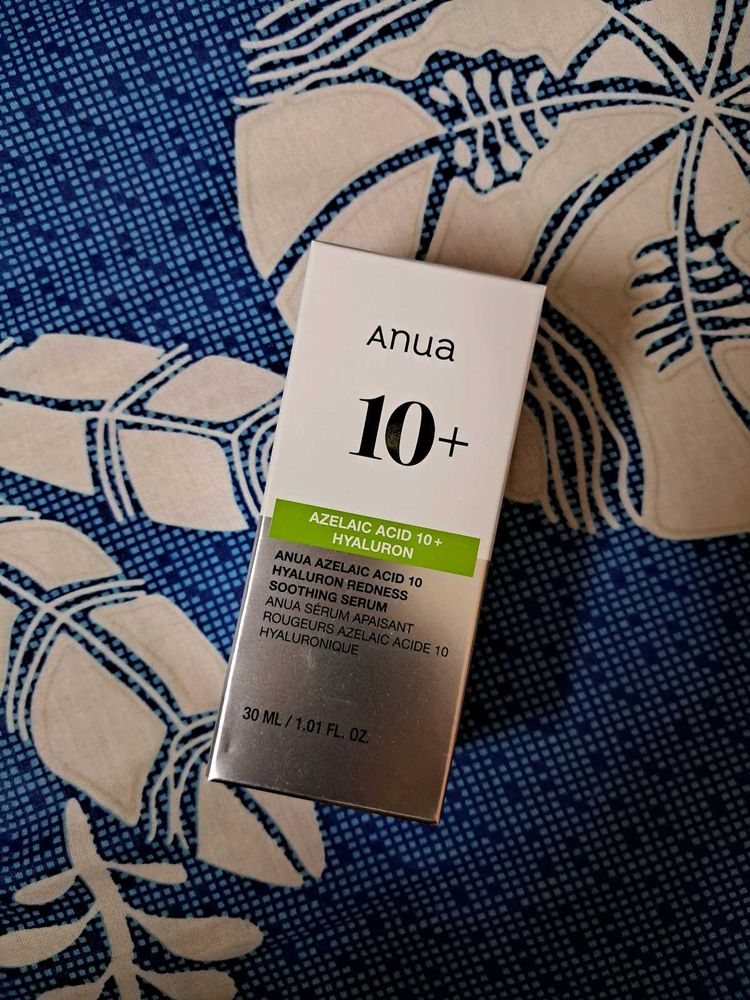 Anua
10+
AZELAIC ACID 10+
HYALURON
ANUA AZELAIC ACID 10
HYALURON REDNESS
SOOTHING SERUM
ANUA SÉRUM APAISANT
ROUGEURS AZELAIC ACIDE 10
HYALURONIQUE
30 ML / 1.01 FL. OZ.